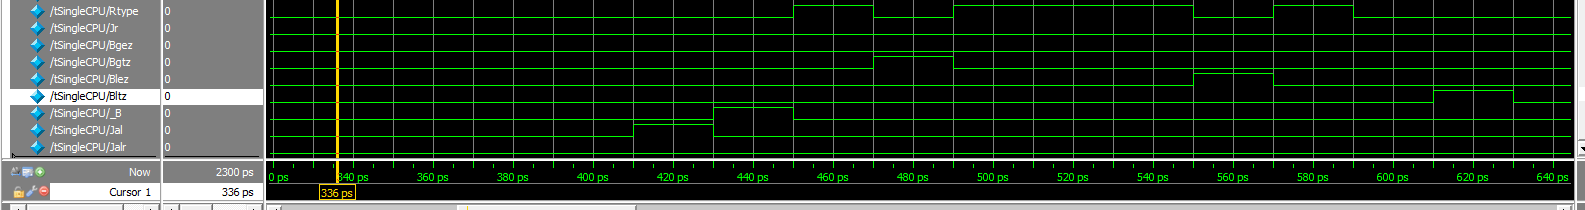 /tSingleCPU/Rtype 0
/tSingleCPU/Jr 0
/tSingleCPU/Bgez 0
/tSingleCPU/Bgtz 0
/tSingleCPU/Blez 0
/tSingleCPU/Bltz 0
/tSingleCPU/_B 0
/tSingleCPU/Jal 0
/tSingleCPU/Jalr 0
Now 2300 ps 0 ps 340 ps 360 ps 380 ps 400 ps 420 ps 440 ps 460 ps 480 ps 500 ps 520 ps 540 ps 560 ps 580 ps 600 ps 620 ps 640 ps
Cursor 1 336 ps 336 ps